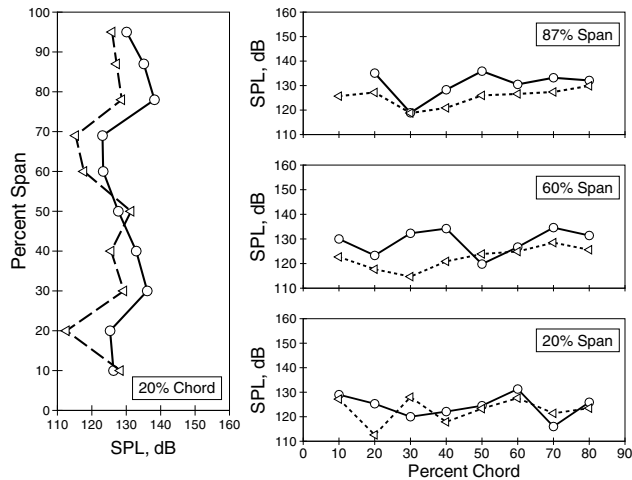 100
90
80
70
60
50
40
30
20
10
0
Percent Span
20% Chord
110 120 130 140 150 160
SPL, dB
160
150
140
130
120
110
SPL, dB
87% Span
160
150
140
130
120
110
SPL, dB
60% Span
160
150
140
130
120
110
SPL, dB
20% Span
0 10 20 30 40 50 60 70 80 90
Percent Chord